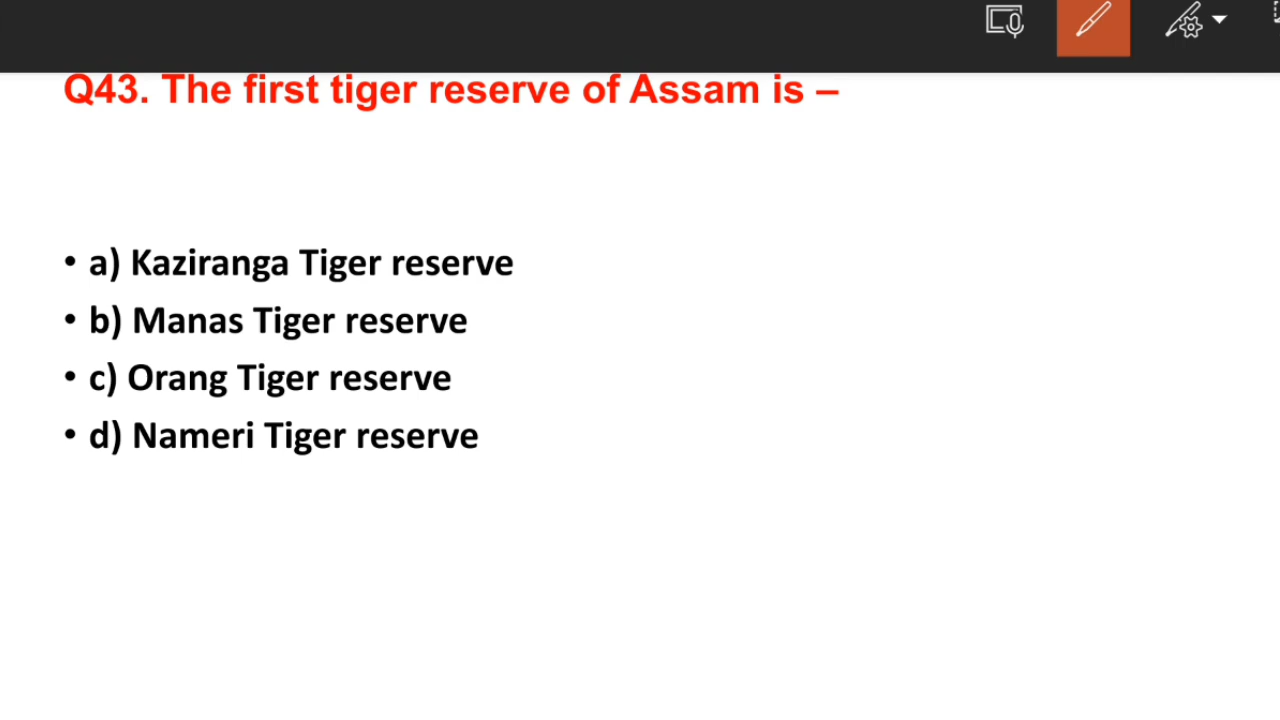 Q43. The first tiger reserve of Assam is –
• a) Kaziranga Tiger reserve
• b) Manas Tiger reserve
• c) Orang Tiger reserve
• d) Nameri Tiger reserve